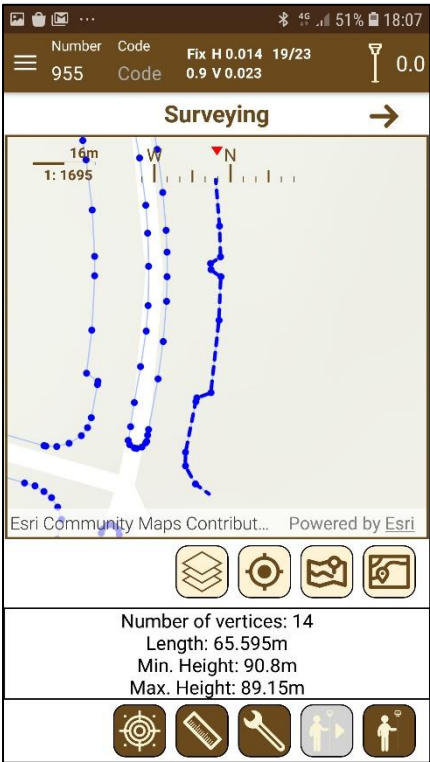 ··· 4G 51% 18:07
Number Code Fix H 0.014 19/23
955 Code 0.9 V 0.023 0.0
Surveying
16m W N
1: 1695
Esri Community Maps Contribut... Powered by Esri
Number of vertices: 14
Length: 65.595m
Min. Height: 90.8m
Max. Height: 89.15m